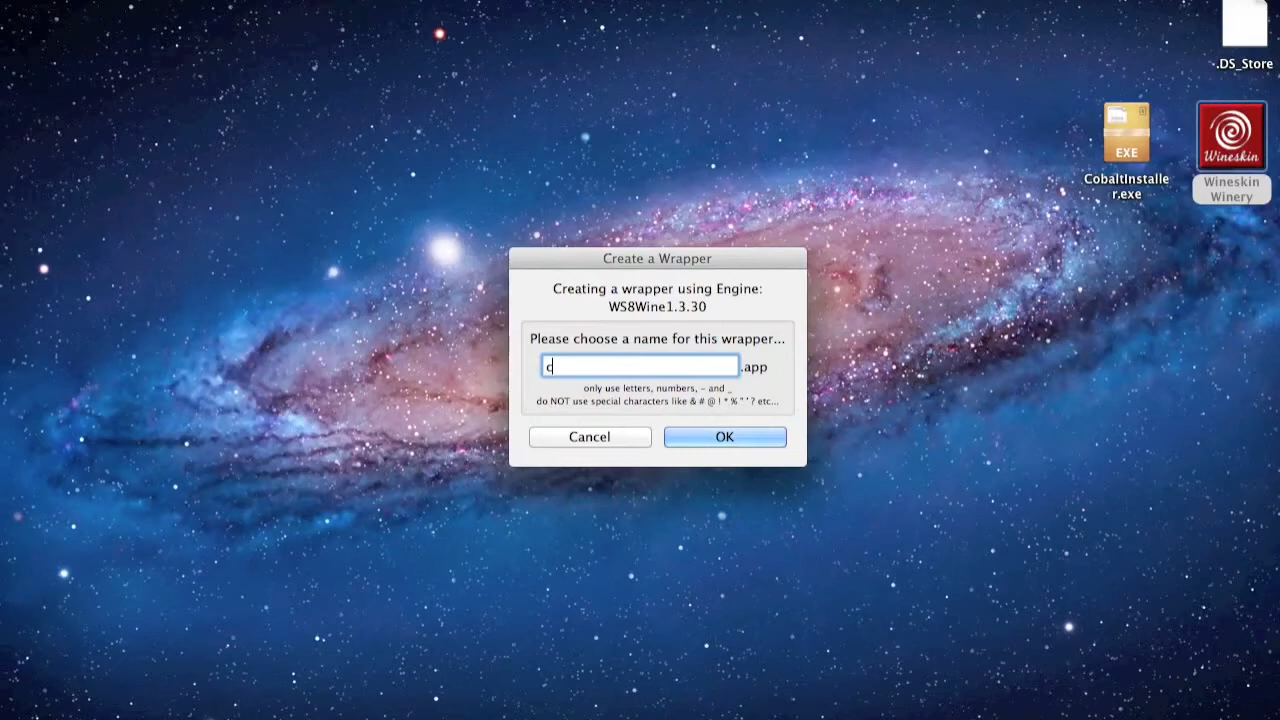 .DS_Store
EXE
CobaltInstalle
r.exe
Wineskin
Wineskin
Winery
Create a Wrapper
Creating a wrapper using Engine:
WS8Wine1.3.30
Please choose a name for this wrapper...
c .app
only use letters, numbers, - and _
do NOT use special characters like & # @ ! * % " ' ? etc...
Cancel OK